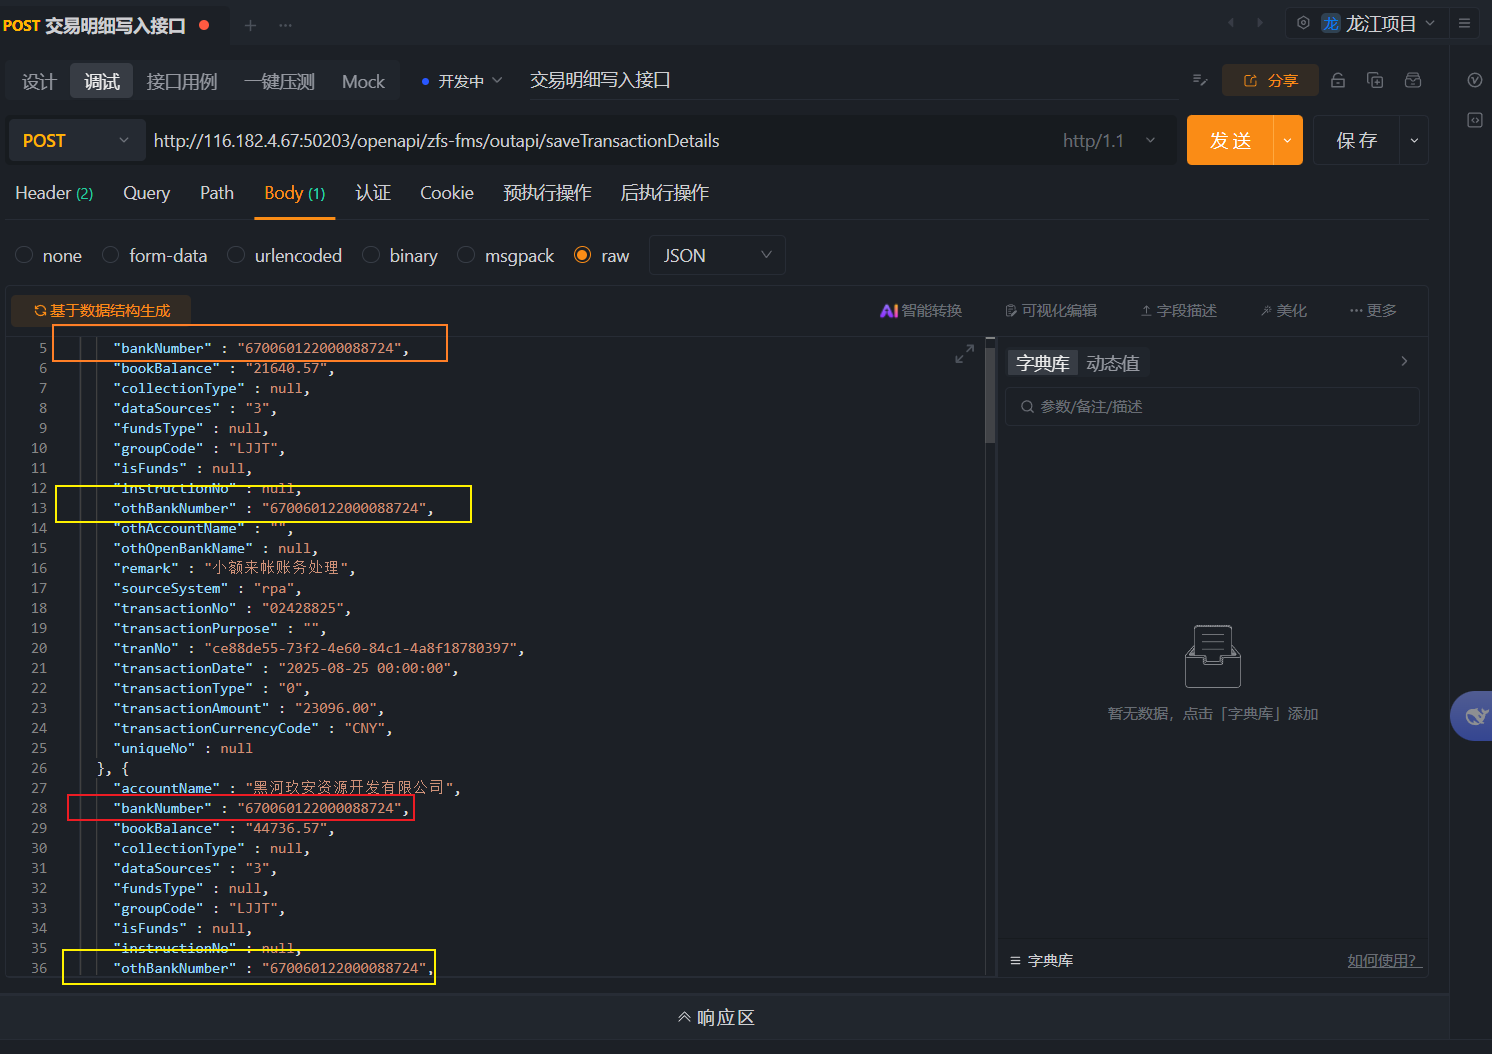 POST 交易明细写入接口
龙 龙江项目
设计 调试 接口用例 一键压测 Mock 开发中 交易明细写入接口 分享
POST http://116.182.4.67:50203/openapi/zfs-fms/outapi/saveTransactionDetails http/1.1 发 送 保 存
Header (2) Query Path Body (1) 认证 Cookie 预执行操作 后执行操作
none form-data urlencoded binary msgpack raw JSON
基于数据结构生成 AI 智能转换 可视化编辑 字段描述 美化 ··· 更多
5 "bankNumber" : "670060122000088724",
6 "bookBalance" : "21640.57",
7 "collectionType" : null,
8 "dataSources" : "3",
9 "fundsType" : null,
10 "groupCode" : "LJJT",
11 "isFunds" : null,
12 "instructionNo" : null,
13 "othBankNumber" : "670060122000088724",
14 "othAccountName" : "",
15 "othOpenBankName" : null,
16 "remark" : "小额来帐账务处理",
17 "sourceSystem" : "rpa",
18 "transactionNo" : "02428825",
19 "transactionPurpose" : "",
20 "tranNo" : "ce88de55-73f2-4e60-84c1-4a8f18780397",
21 "transactionDate" : "2025-08-25 00:00:00",
22 "transactionType" : "0",
23 "transactionAmount" : "23096.00",
24 "transactionCurrencyCode" : "CNY",
25 "uniqueNo" : null
26 }, {
27 "accountName" : "黑河玖安资源开发有限公司",
28 "bankNumber" : "670060122000088724",
29 "bookBalance" : "44736.57",
30 "collectionType" : null,
31 "dataSources" : "3",
32 "fundsType" : null,
33 "groupCode" : "LJJT",
34 "isFunds" : null,
35 "instructionNo" : null,
36 "othBankNumber" : "670060122000088724",
字典库 动态值
参数/备注/描述
暂无数据，点击「字典库」添加
字典库 如何使用?
响应区